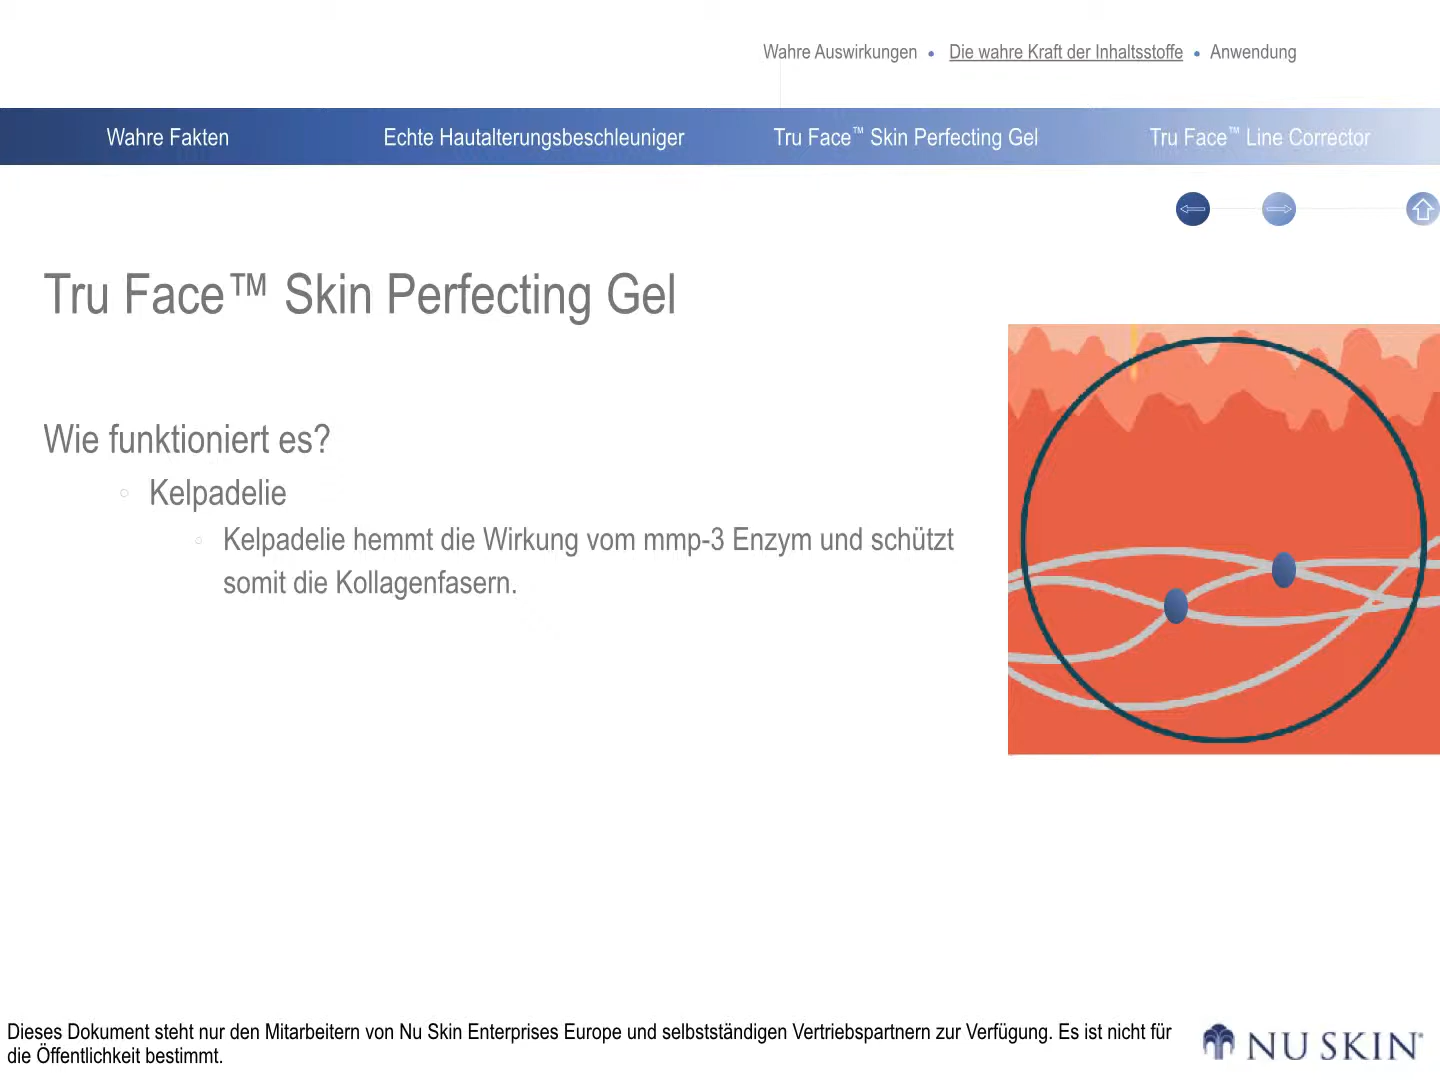 Wahre Auswirkungen • Die wahre Kraft der Inhaltsstoffe • Anwendung
Wahre Fakten Echte Hautalterungsbeschleuniger Tru Face™ Skin Perfecting Gel Tru Face™ Line Corrector
Tru Face™ Skin Perfecting Gel
Wie funktioniert es?
Kelpadelie
Kelpadelie hemmt die Wirkung vom mmp-3 Enzym und schützt
somit die Kollagenfasern.
Dieses Dokument steht nur den Mitarbeitern von Nu Skin Enterprises Europe und selbstständigen Vertriebspartnern zur Verfügung. Es ist nicht für
die Öffentlichkeit bestimmt.
NU SKIN®